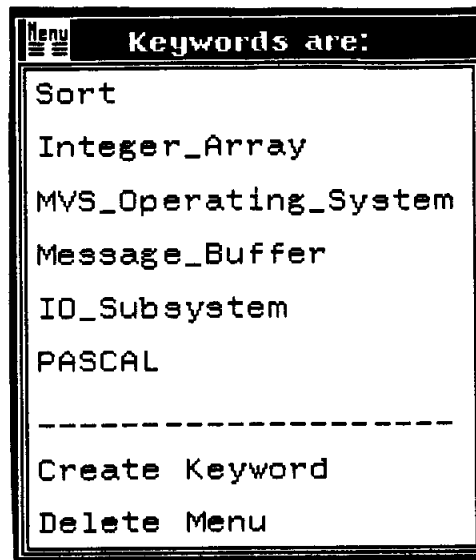 Menu
Keywords are:
Sort
Integer_Array
MVS_Operating_System
Message_Buffer
IO_Subsystem
PASCAL
---------------------
Create Keyword
Delete Menu